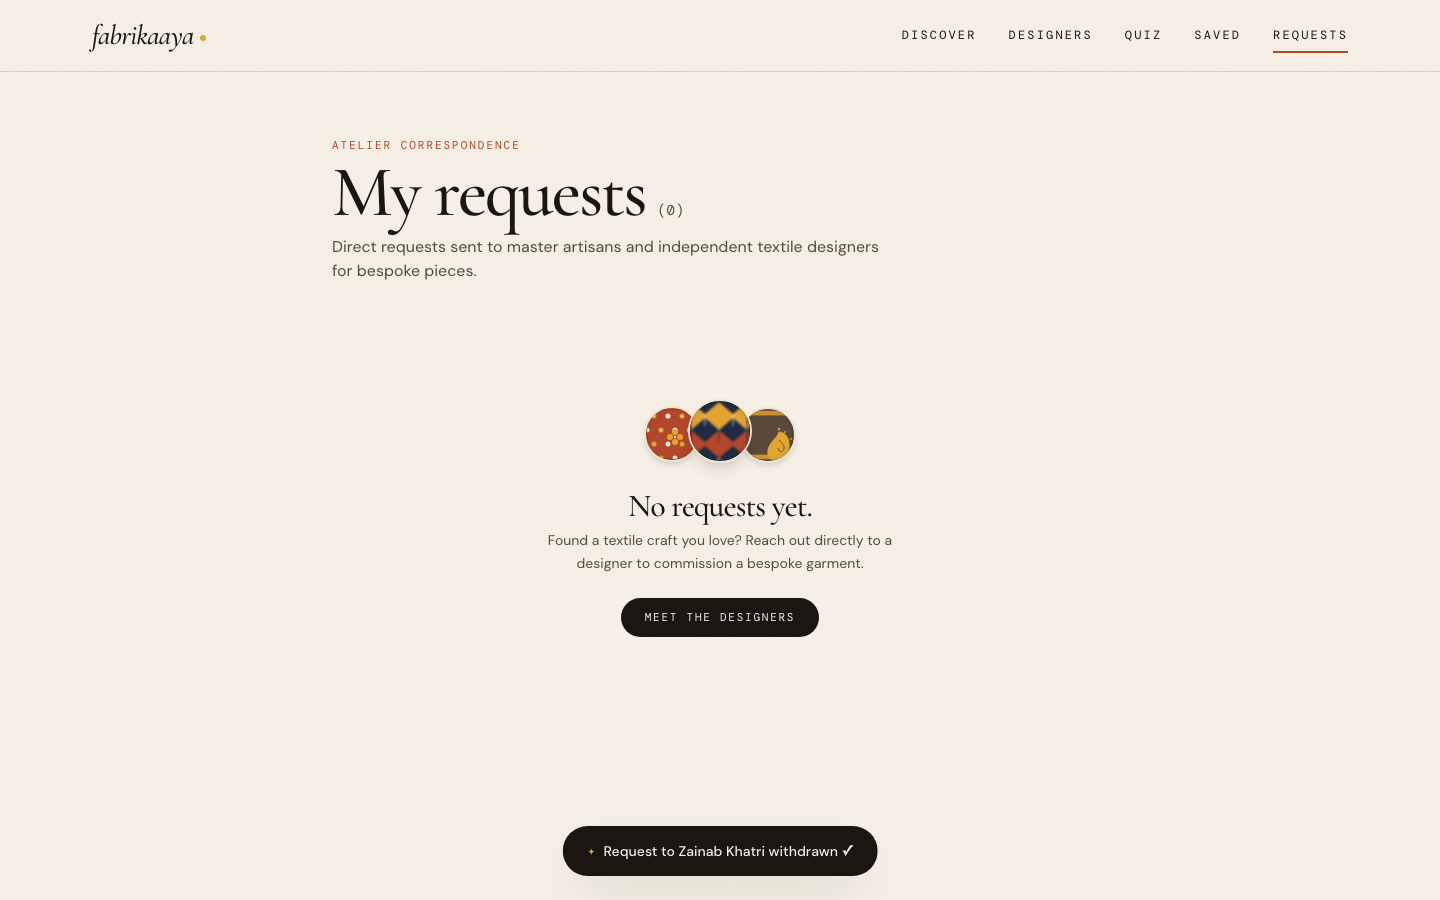 fabrikaaya
DISCOVER DESIGNERS QUIZ SAVED REQUESTS
ATELIER CORRESPONDENCE
My requests (0)
Direct requests sent to master artisans and independent textile designers
for bespoke pieces.
No requests yet.
Found a textile craft you love? Reach out directly to a
designer to commission a bespoke garment.
MEET THE DESIGNERS
✦ Request to Zainab Khatri withdrawn ✓